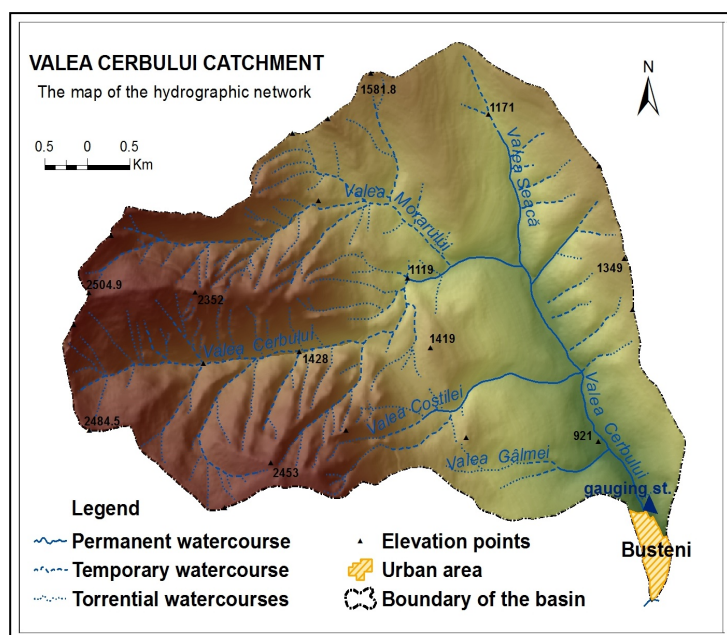 VALEA CERBULUI CATCHMENT
The map of the hydrographic network
0.5 0 0.5
Km
N
1581.8
1171
Valea Seacă
Valea Morarului
1349
1119
2504.9
2352
1419
Valea Cerbului
1428
Valea Coștilei
Valea Cerbului
2484.5
921
2453
Valea Gâlmei
gauging st.
Busteni
Legend
Permanent watercourse
Temporary watercourse
Torrential watercourses
Elevation points
Urban area
Boundary of the basin